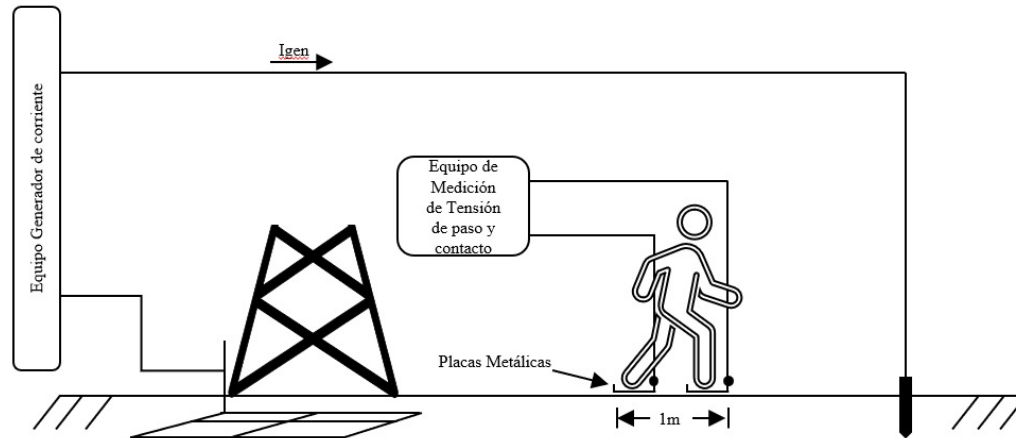 Igen
Equipo Generador de corriente
Equipo de
Medición
de Tensión
de paso y
contacto
Placas Metálicas
1m